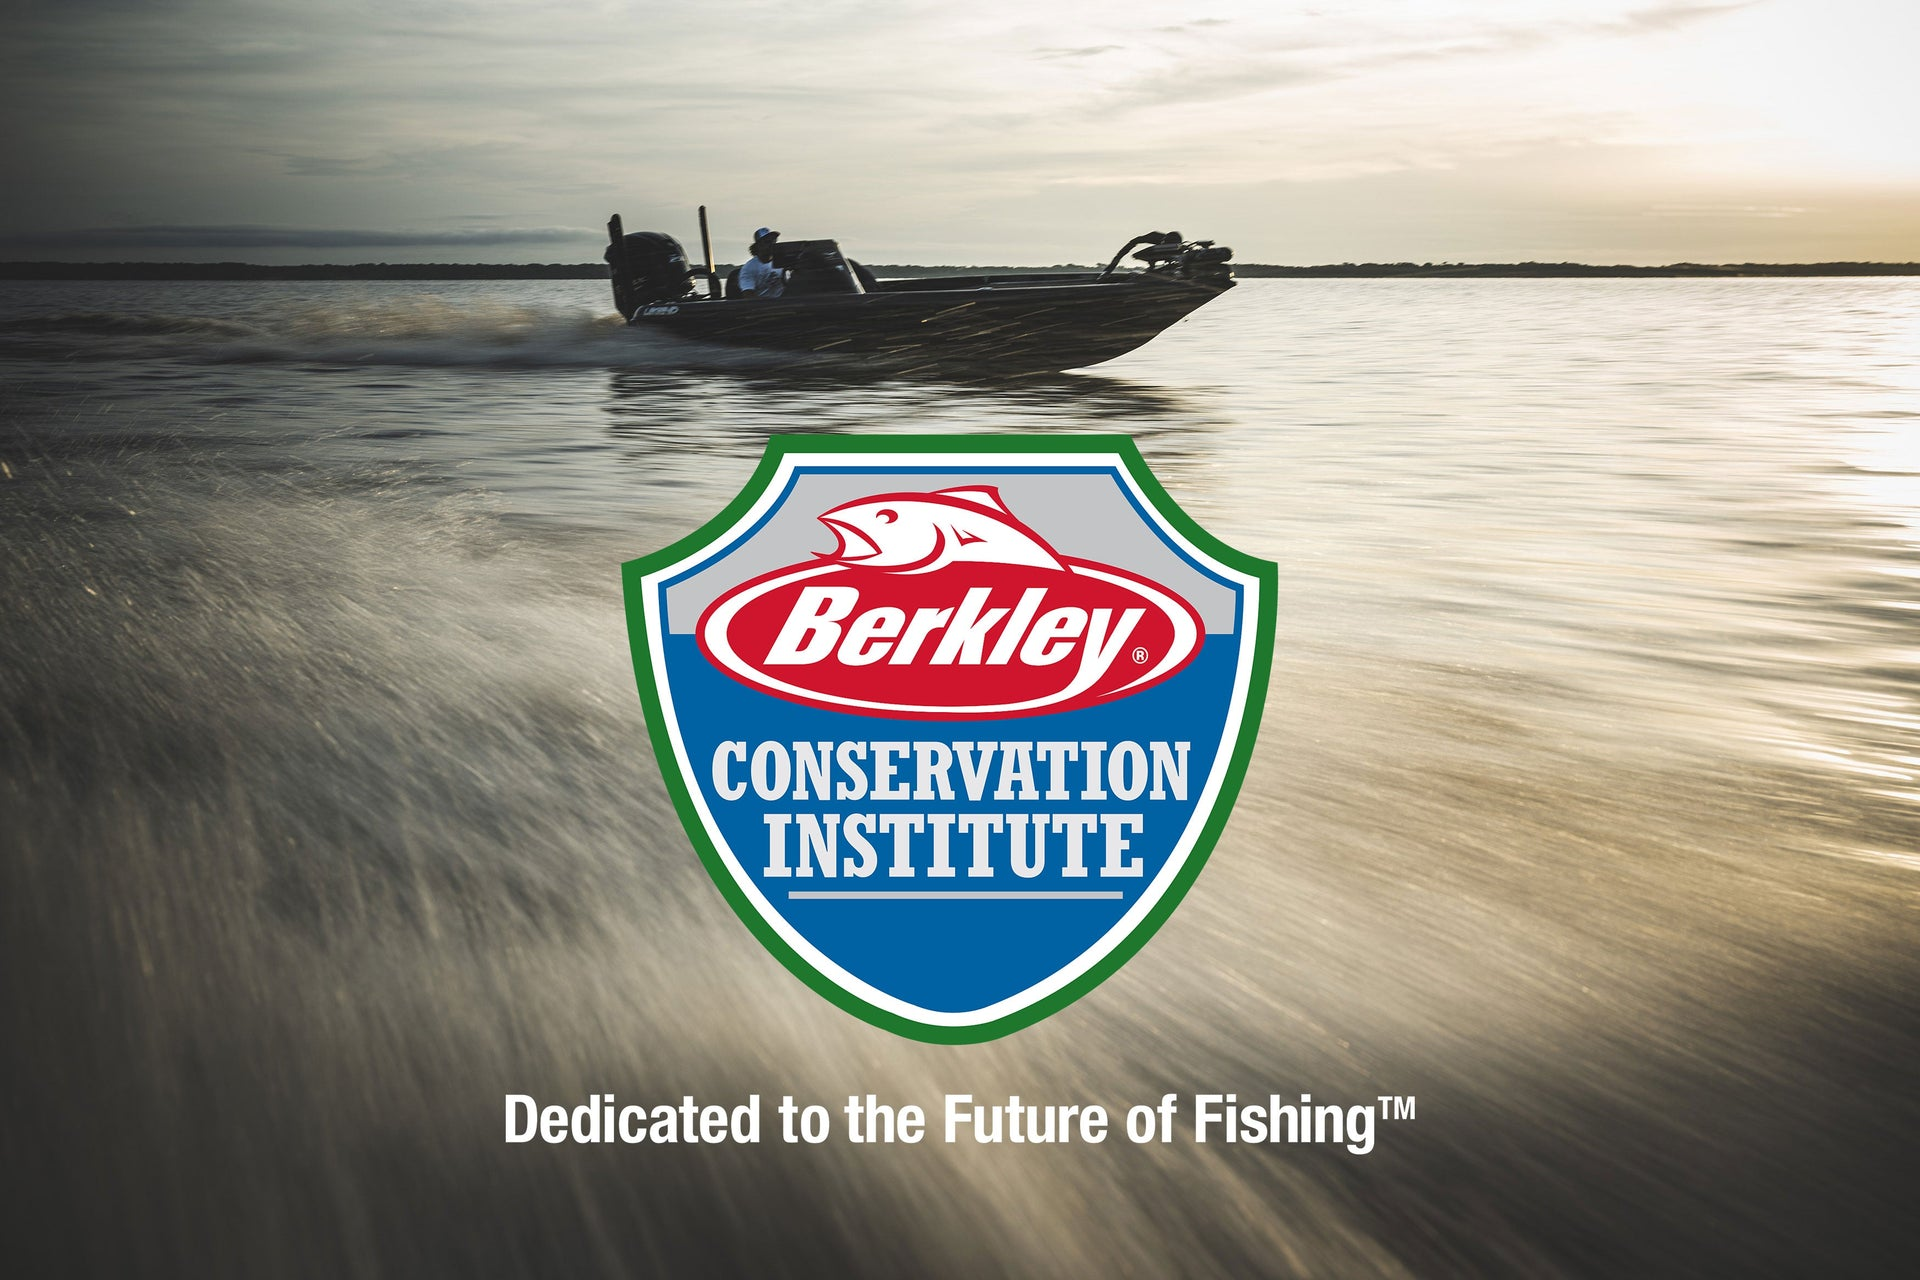 Berkley®
CONSERVATION
INSTITUTE
Dedicated to the Future of Fishing™